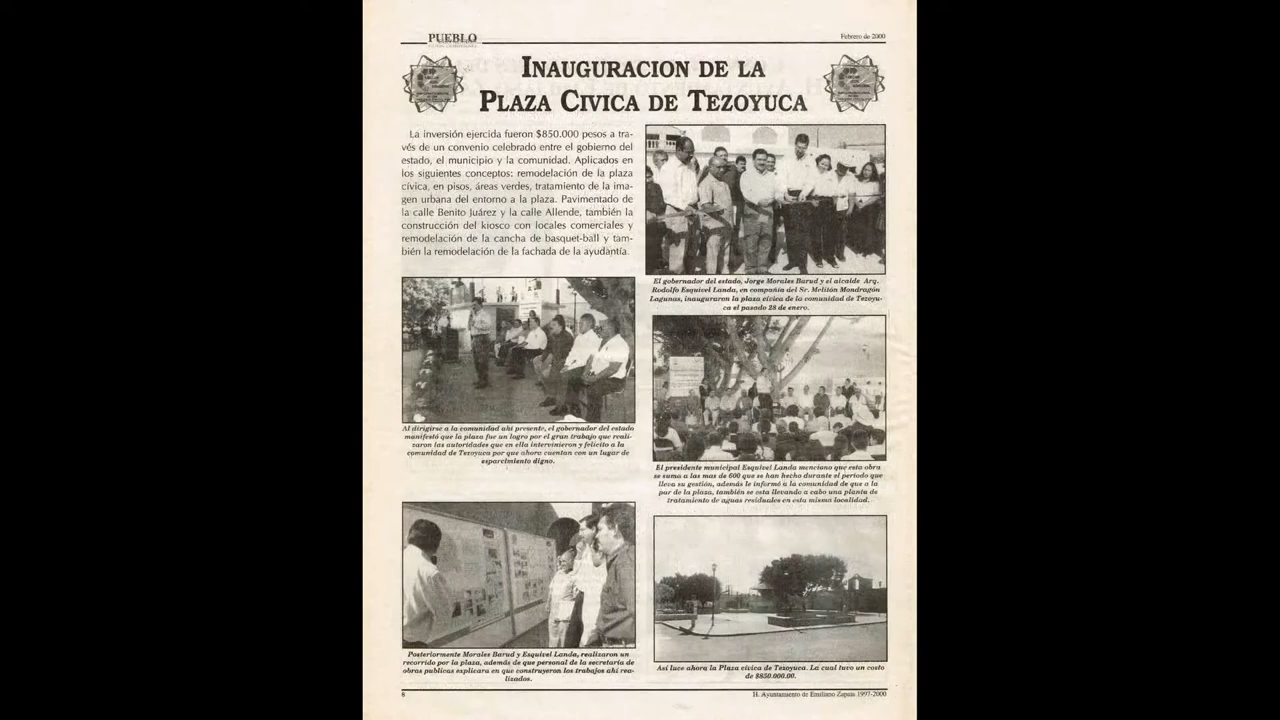 PUEBLO
Febrero de 2000
INAUGURACION DE LA
PLAZA CIVICA DE TEZOYUCA
La inversión ejercida fueron $850.000 pesos a tra-
vés de un convenio celebrado entre el gobierno del
estado, el municipio y la comunidad. Aplicados en
los siguientes conceptos: remodelación de la plaza
cívica, en pisos, áreas verdes, tratamiento de la ima-
gen urbana del entorno a la plaza. Pavimentado de
la calle Benito Juárez y la calle Allende, también la
construcción del kiosco con locales comerciales y
remodelación de la cancha de basquet-ball y tam-
bién la remodelación de la fachada de la ayudantía.
El gobernador del estado, Jorge Morales Barud y el alcalde Arq.
Rodolfo Esquivel Landa, en compañía del Sr. Melitón Mondragón
Lagunas, inauguraron la plaza cívica de la comunidad de Tezoyu-
ca el pasado 28 de enero.
Al dirigirse a la comunidad ahí presente, el gobernador del estado
manifestó que la plaza fue un logro por el gran trabajo que reali-
zaron las autoridades que en ella intervinieron y felicito a la
comunidad de Tezoyuca por que ahora cuentan con un lugar de
esparcimiento digno.
El presidente municipal Esquivel Landa menciono que esta obra
se suma a las mas de 600 que se han hecho durante el periodo que
lleva su gestión, además le informó a la comunidad de que a la
par de la plaza, también se esta llevando a cabo una planta de
tratamiento de aguas residuales en esta misma localidad.
Posteriormente Morales Barud y Esquivel Landa, realizaron un
recorrido por la plaza, además de que personal de la secretaría de
obras publicas explicara en que construyeron los trabajos ahí rea-
lizados.
Así luce ahora la Plaza cívica de Tezoyuca. La cual tuvo un costo
de $850.000.00.
6
H. Ayuntamiento de Emiliano Zapata 1997-2000